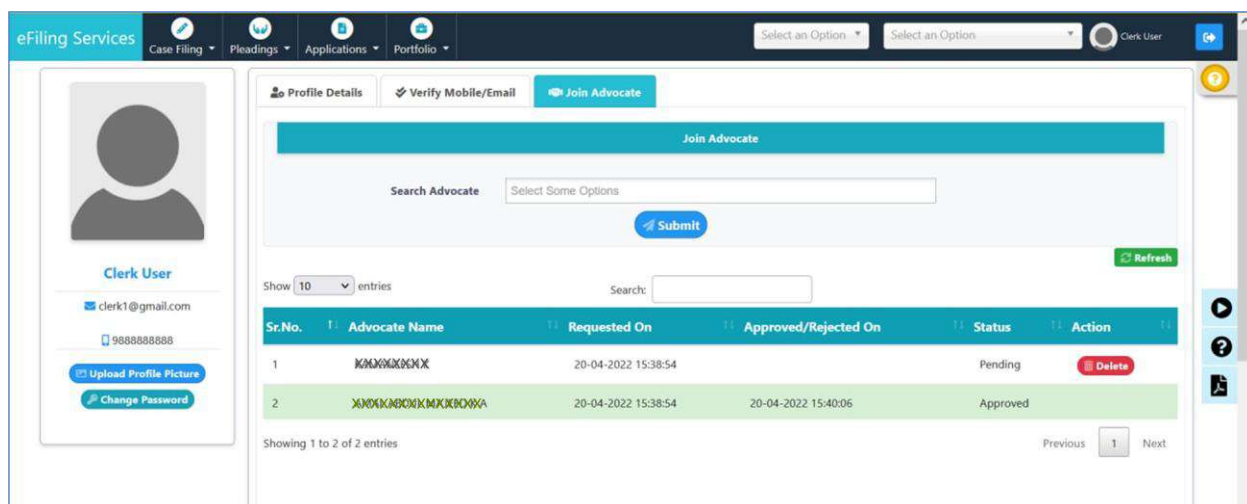 eFiling Services
Case Filing
Pleadings
Applications
Portfolio
Select an Option
Select an Option
Clerk User
Profile Details
Verify Mobile/Email
Join Advocate
Join Advocate
Search Advocate
Select Some Options
Submit
Refresh
Clerk User
clerk1@gmail.com
9888888888
Upload Profile Picture
Change Password
Show 10 entries
Search:
Sr.No. Advocate Name Requested On Approved/Rejected On Status Action
1 20-04-2022 15:38:54 Pending Delete
2 20-04-2022 15:38:54 20-04-2022 15:40:06 Approved
Showing 1 to 2 of 2 entries
Previous 1 Next